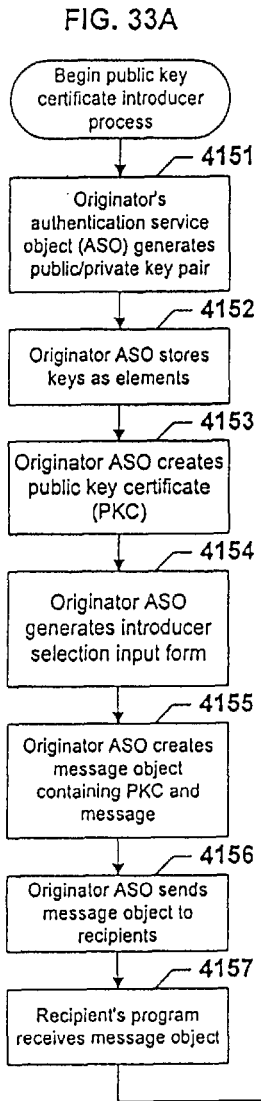 FIG. 33A
Begin public key
certificate introducer
process
4151
Originator's
authentication service
object (ASO) generates
public/private key pair
4152
Originator ASO stores
keys as elements
4153
Originator ASO creates
public key certificate
(PKC)
4154
Originator ASO
generates introducer
selection input form
4155
Originator ASO creates
message object
containing PKC and
message
4156
Originator ASO sends
message object to
recipients
4157
Recipient's program
receives message object